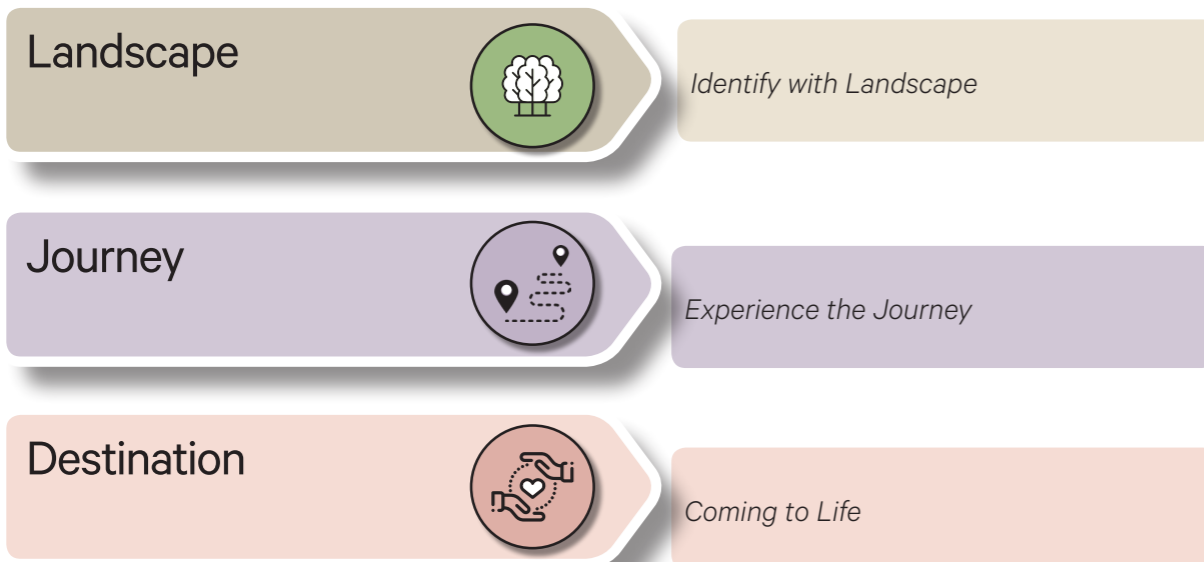 Landscape
Identify with Landscape
Journey
Experience the Journey
Destination
Coming to Life